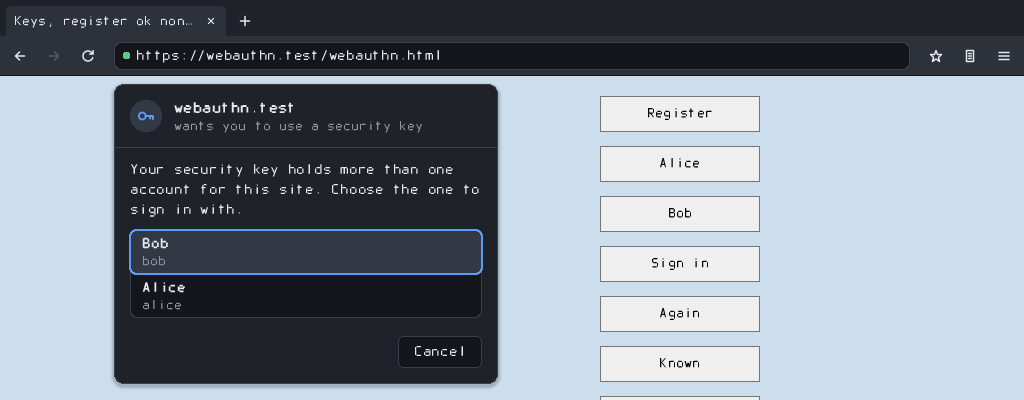 Keys, register ok non…
https://webauthn.test/webauthn.html
webauthn.test
wants you to use a security key
Your security key holds more than one
account for this site. Choose the one to
sign in with.
Bob
bob
Alice
alice
Cancel
Register
Alice
Bob
Sign in
Again
Known